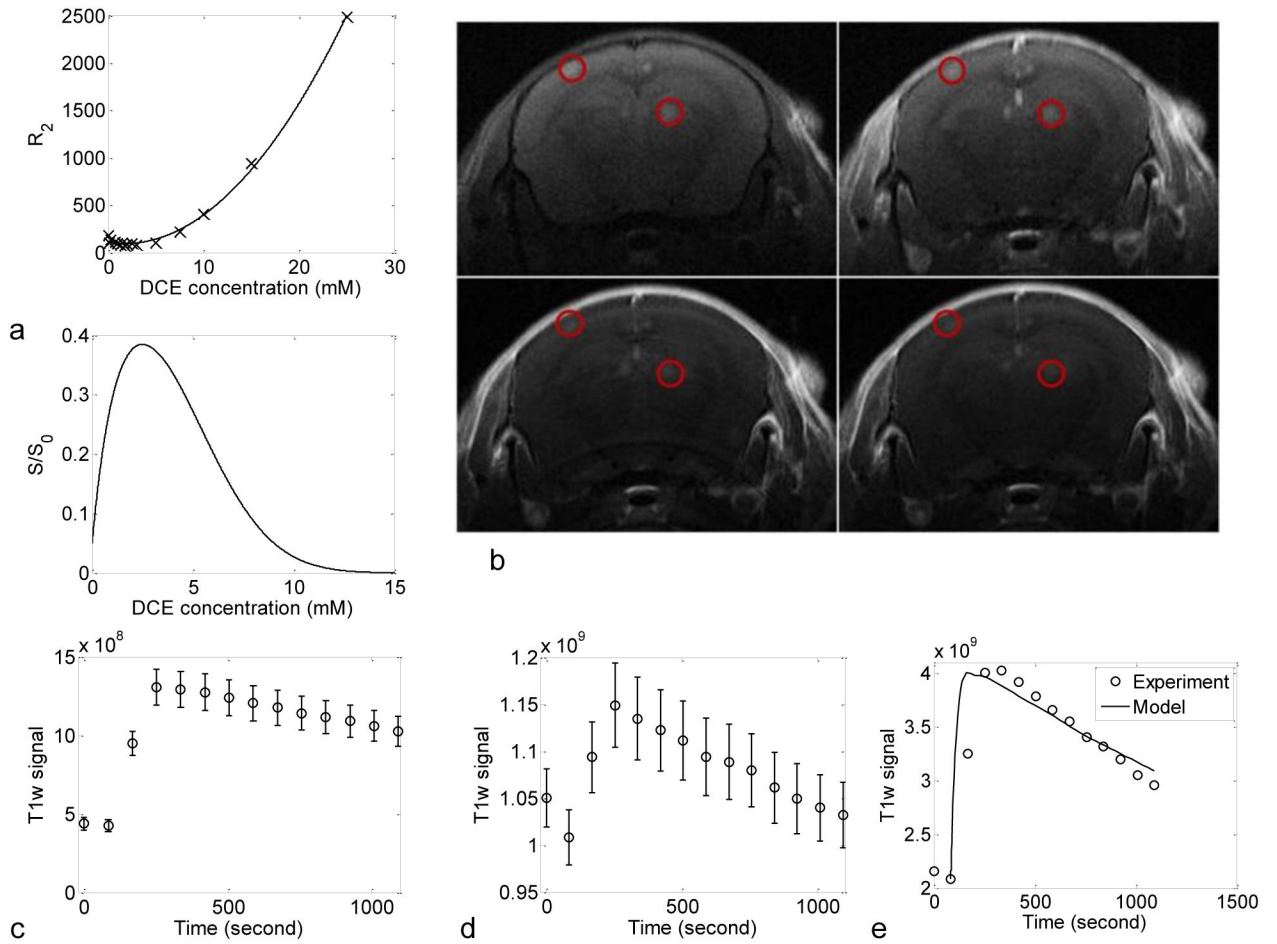 2500
2000
1500
1000
500
0
R2
0 10 20 30
DCE concentration (mM)
a
0.4
0.3
0.2
0.1
0
S/S0
0 5 10 15
DCE concentration (mM)
b
x 10^8
15
10
5
0
T1w signal
0 500 1000
Time (second)
c
x 10^9
1.2
1.15
1.1
1.05
1
0.95
T1w signal
0 500 1000
Time (second)
d
x 10^9
4
3.5
3
2.5
2
T1w signal
Experiment
Model
0 500 1000 1500
Time (second)
e